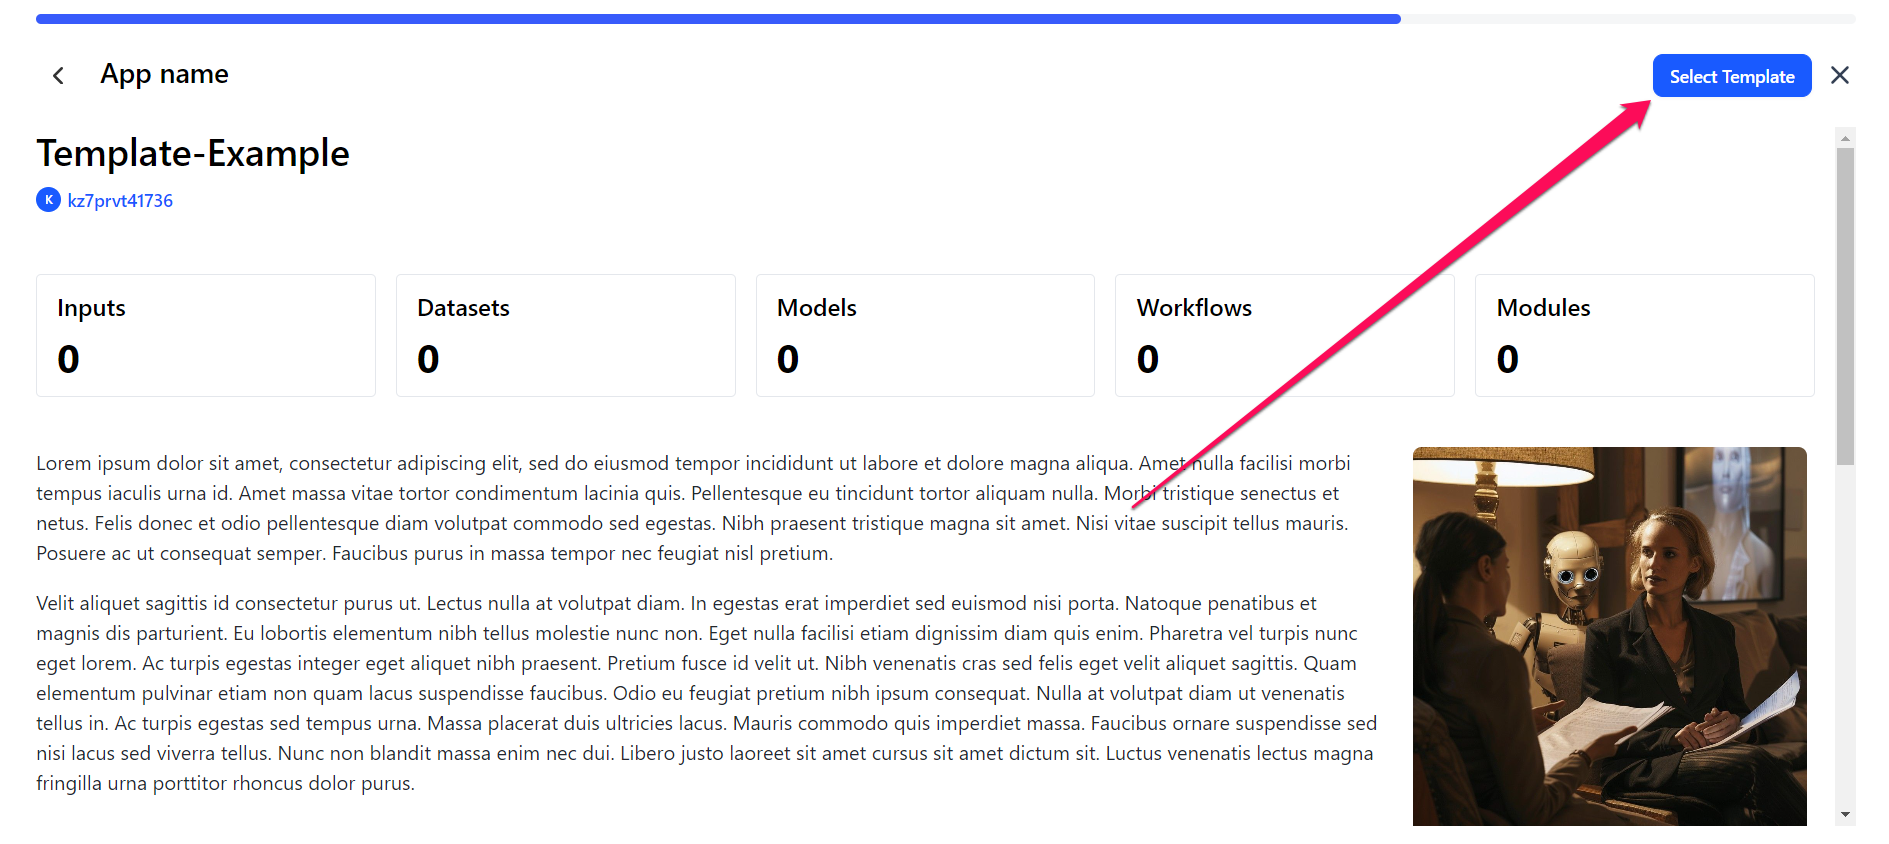 App name
Select Template
Template-Example
K kz7prvt41736
Inputs
0
Datasets
0
Models
0
Workflows
0
Modules
0
Lorem ipsum dolor sit amet, consectetur adipiscing elit, sed do eiusmod tempor incididunt ut labore et dolore magna aliqua. Amet nulla facilisi morbi
tempus iaculis urna id. Amet massa vitae tortor condimentum lacinia quis. Pellentesque eu tincidunt tortor aliquam nulla. Morbi tristique senectus et
netus. Felis donec et odio pellentesque diam volutpat commodo sed egestas. Nibh praesent tristique magna sit amet. Nisi vitae suscipit tellus mauris.
Posuere ac ut consequat semper. Faucibus purus in massa tempor nec feugiat nisl pretium.
Velit aliquet sagittis id consectetur purus ut. Lectus nulla at volutpat diam. In egestas erat imperdiet sed euismod nisi porta. Natoque penatibus et
magnis dis parturient. Eu lobortis elementum nibh tellus molestie nunc non. Eget nulla facilisi etiam dignissim diam quis enim. Pharetra vel turpis nunc
eget lorem. Ac turpis egestas integer eget aliquet nibh praesent. Pretium fusce id velit ut. Nibh venenatis cras sed felis eget velit aliquet sagittis. Quam
elementum pulvinar etiam non quam lacus suspendisse faucibus. Odio eu feugiat pretium nibh ipsum consequat. Nulla at volutpat diam ut venenatis
tellus in. Ac turpis egestas sed tempus urna. Massa placerat duis ultricies lacus. Mauris commodo quis imperdiet massa. Faucibus ornare suspendisse sed
nisi lacus sed viverra tellus. Nunc non blandit massa enim nec dui. Libero justo laoreet sit amet cursus sit amet dictum sit. Luctus venenatis lectus magna
fringilla urna porttitor rhoncus dolor purus.